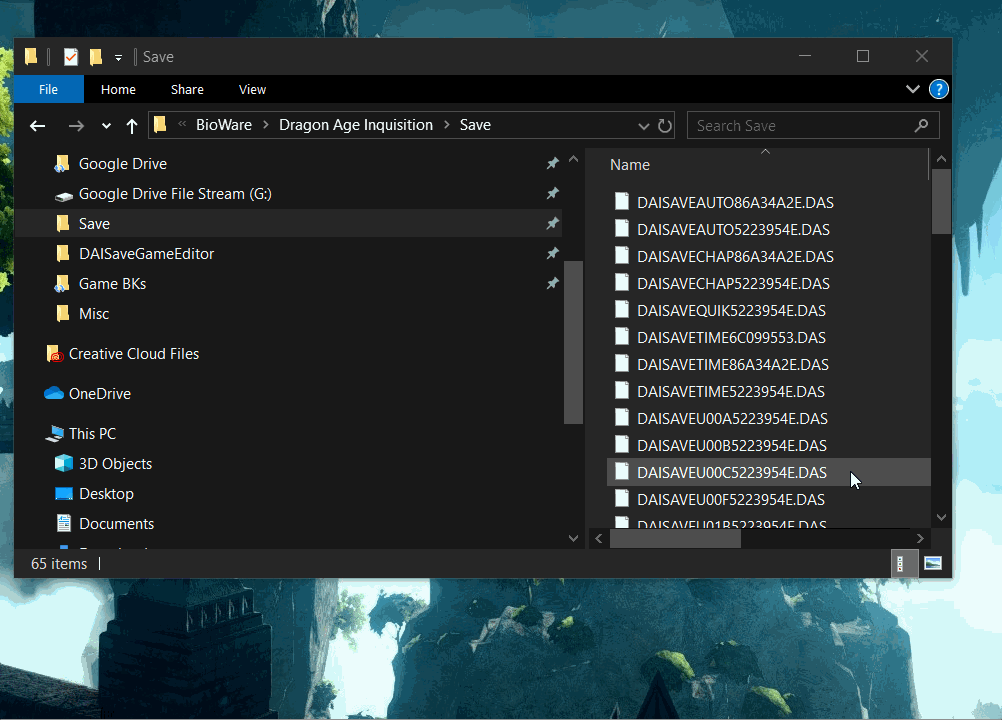 Save
File Home Share View
« BioWare > Dragon Age Inquisition > Save Search Save
Google Drive
Google Drive File Stream (G:)
Save
DAISaveGameEditor
Game BKs
Misc
Creative Cloud Files
OneDrive
This PC
3D Objects
Desktop
Documents
Name
DAISAVEAUTO86A34A2E.DAS
DAISAVEAUTO5223954E.DAS
DAISAVECHAP86A34A2E.DAS
DAISAVECHAP5223954E.DAS
DAISAVEQUIK5223954E.DAS
DAISAVETIME6C099553.DAS
DAISAVETIME86A34A2E.DAS
DAISAVETIME5223954E.DAS
DAISAVEU00A5223954E.DAS
DAISAVEU00B5223954E.DAS
DAISAVEU00C5223954E.DAS
DAISAVEU00F5223954E.DAS
DAISAVEU01B5223954E.DAS
65 items